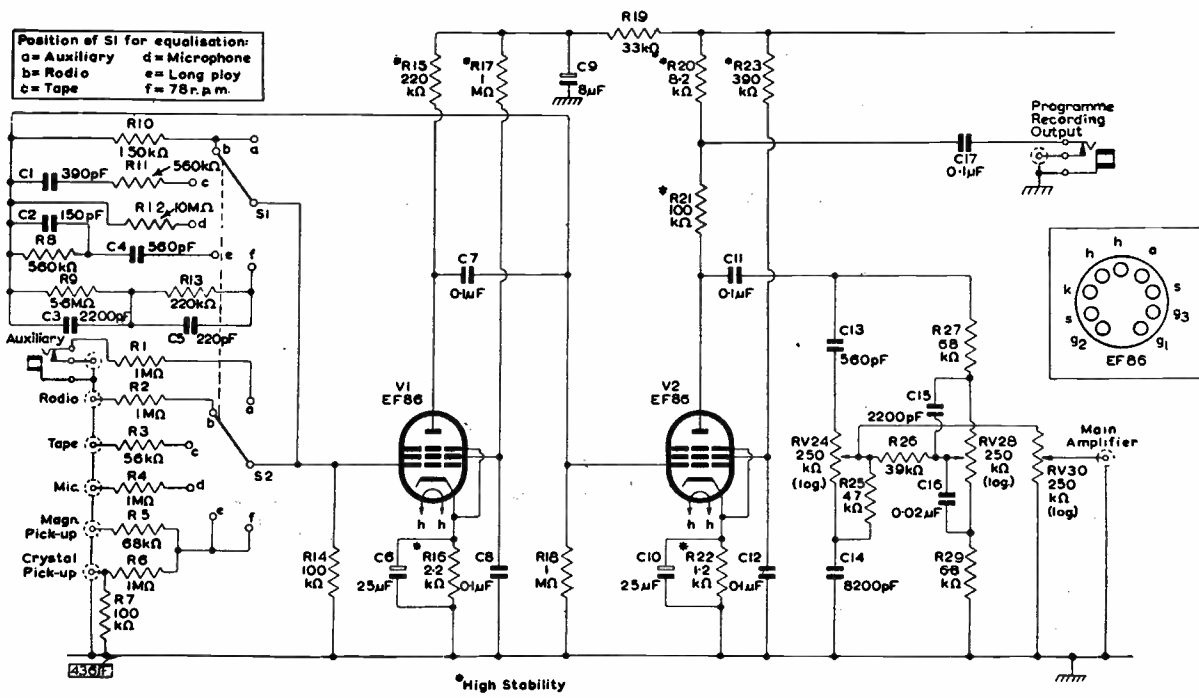 Position of S1 for equalisation:
a= Auxiliary d= Microphone
b= Radio e= Long play
c= Tape f= 78 r.p.m.
R10
150kΩ
a
b
R11
560kΩ
C1
390pF
c
R12
10MΩ
d
S1
C2
150pF
R8
560kΩ
C4
560pF
e
f
R9
5.6MΩ
R13
220kΩ
C3
2200pF
C5
220pF
Auxiliary
R1
1MΩ
a
Radio
R2
1MΩ
b
Tape
R3
56kΩ
c
S2
Mic.
R4
1MΩ
d
Magn.
Pick-up
R5
68kΩ
e
f
Crystal
Pick-up
R6
1MΩ
R7
100
kΩ
436IF
R14
100
kΩ
*R15
220
kΩ
*R17
1
MΩ
C9
8µF
R19
33kΩ
C7
0·1µF
V1
EF86
h h
C6
25µF
*
R16
2·2
kΩ
C8
0·1µF
R18
1
MΩ
*R20
8·2
kΩ
*R23
390
kΩ
*
R21
100
kΩ
C17
0·1µF
Programme
Recording
Output
C11
0·1µF
V2
EF86
h h
C10
25µF
*
R22
1·2
kΩ
C12
0·1µF
C13
560pF
R27
68
kΩ
C15
2200pF
RV24
250
kΩ
(log.)
R26
39kΩ
R25
47
kΩ
C16
0·02µF
RV28
250
kΩ
(log.)
RV30
250
kΩ
(log)
Main
Amplifier
C14
8200pF
R29
6·8
kΩ
h
h
a
k
s
s
g3
g2
g1
EF86
*High Stability